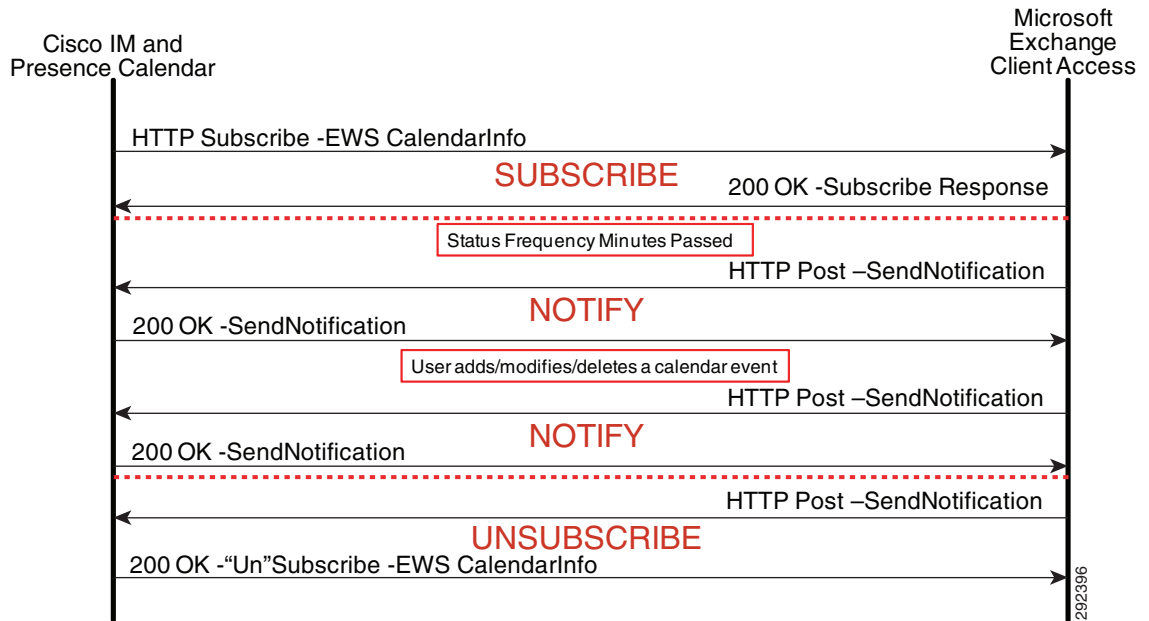 Cisco IM and
Presence Calendar
Microsoft
Exchange
Client Access
HTTP Subscribe -EWS CalendarInfo
SUBSCRIBE
200 OK -Subscribe Response
Status Frequency Minutes Passed
HTTP Post –SendNotification
NOTIFY
200 OK -SendNotification
User adds/modifies/deletes a calendar event
HTTP Post –SendNotification
NOTIFY
200 OK -SendNotification
HTTP Post –SendNotification
UNSUBSCRIBE
200 OK -“Un”Subscribe -EWS CalendarInfo
292396